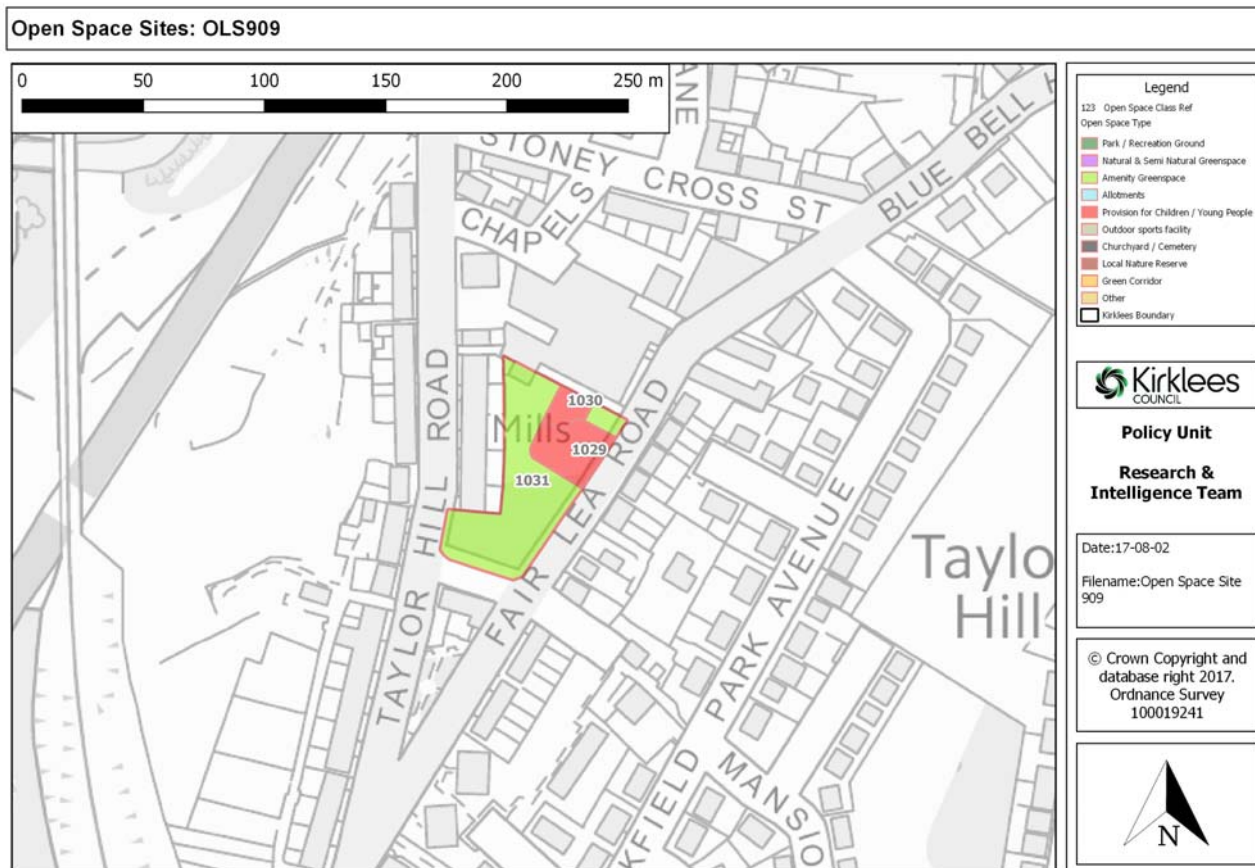 Open Space Sites: OLS909
0 50 100 150 200 250 m
ANE
STONEY CROSS ST
BLUE BELL H
CHAPELS
TAYLOR HILL ROAD
Mills
1030
1029
1031
FAIR LEA ROAD
PARK AVENUE
Taylo
Hill
KFIELD
MANSIO
Legend
123 Open Space Class Ref
Open Space Type
Park / Recreation Ground
Natural & Semi Natural Greenspace
Amenity Greenspace
Allotments
Provision for Children / Young People
Outdoor sports facility
Churchyard / Cemetery
Local Nature Reserve
Green Corridor
Other
Kirklees Boundary
Kirklees
COUNCIL
Policy Unit
Research &
Intelligence Team
Date:17-08-02
Filename:Open Space Site
909
© Crown Copyright and
database right 2017.
Ordnance Survey
100019241
N